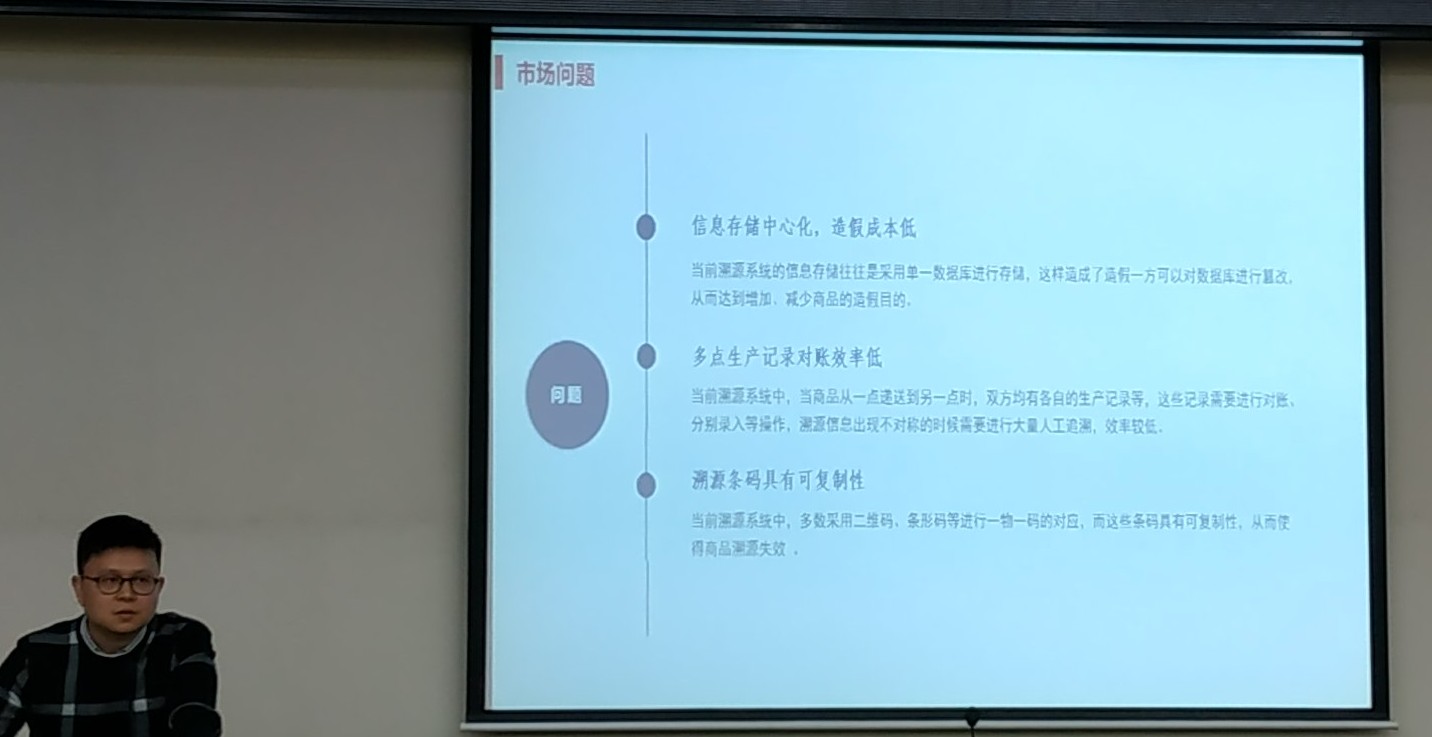 市场问题
信息存储中心化，造假成本低
当前溯源系统的信息存储往往是采用单一数据库进行存储，这样造成了造假一方可以对数据库进行篡改，
从而达到增加、减少商品的造假目的。
多点生产记录对账效率低
问题
当前溯源系统中，当商品从一点递送到另一点时，双方均有各自的生产记录等，这些记录需要进行对账、
分别录入等操作，溯源信息出现不对称的时候需要进行大量人工追溯，效率较低。
溯源条码具有可复制性
当前溯源系统中，多数采用二维码、条形码等进行一物一码的对应，而这些条码具有可复制性，从而使
得商品溯源失效 。